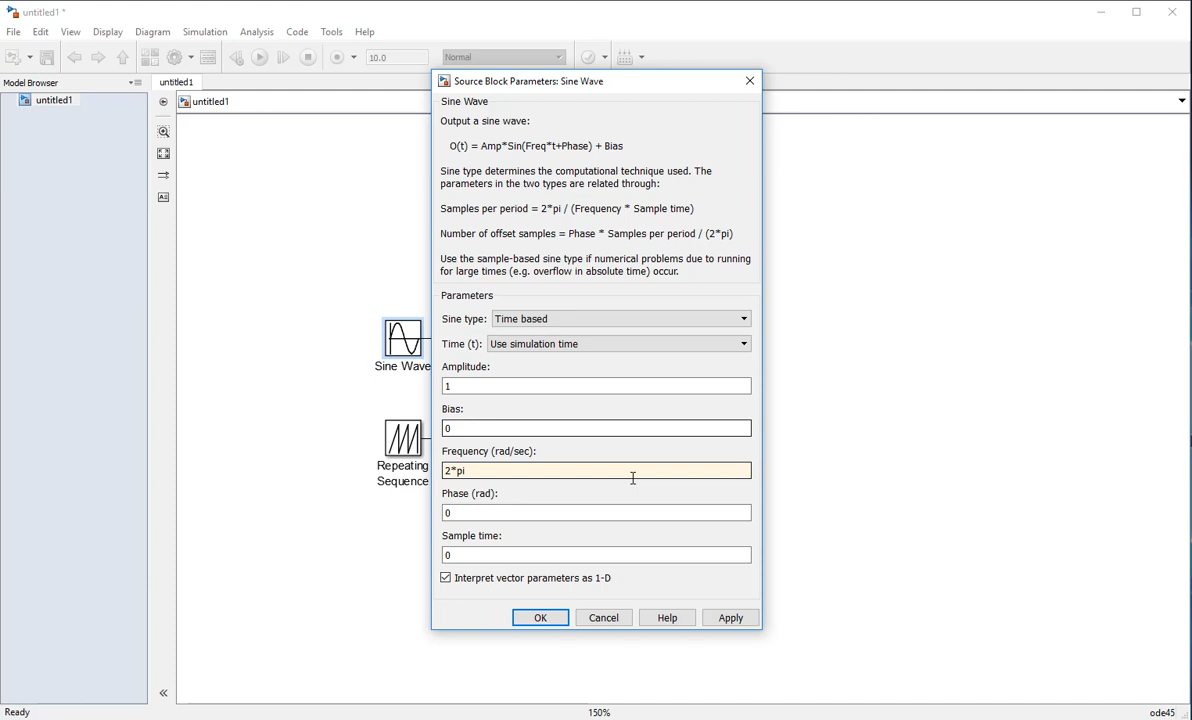 untitled1 *
File Edit View Display Diagram Simulation Analysis Code Tools Help
10.0 Normal
Model Browser
untitled1
untitled1
untitled1
Sine Wave
Repeating
Sequence
Source Block Parameters: Sine Wave
Sine Wave
Output a sine wave:
O(t) = Amp*Sin(Freq*t+Phase) + Bias
Sine type determines the computational technique used. The
parameters in the two types are related through:
Samples per period = 2*pi / (Frequency * Sample time)
Number of offset samples = Phase * Samples per period / (2*pi)
Use the sample-based sine type if numerical problems due to running
for large times (e.g. overflow in absolute time) occur.
Parameters
Sine type: Time based
Time (t): Use simulation time
Amplitude:
1
Bias:
0
Frequency (rad/sec):
2*pi
Phase (rad):
0
Sample time:
0
Interpret vector parameters as 1-D
OK Cancel Help Apply
Ready 150% ode45